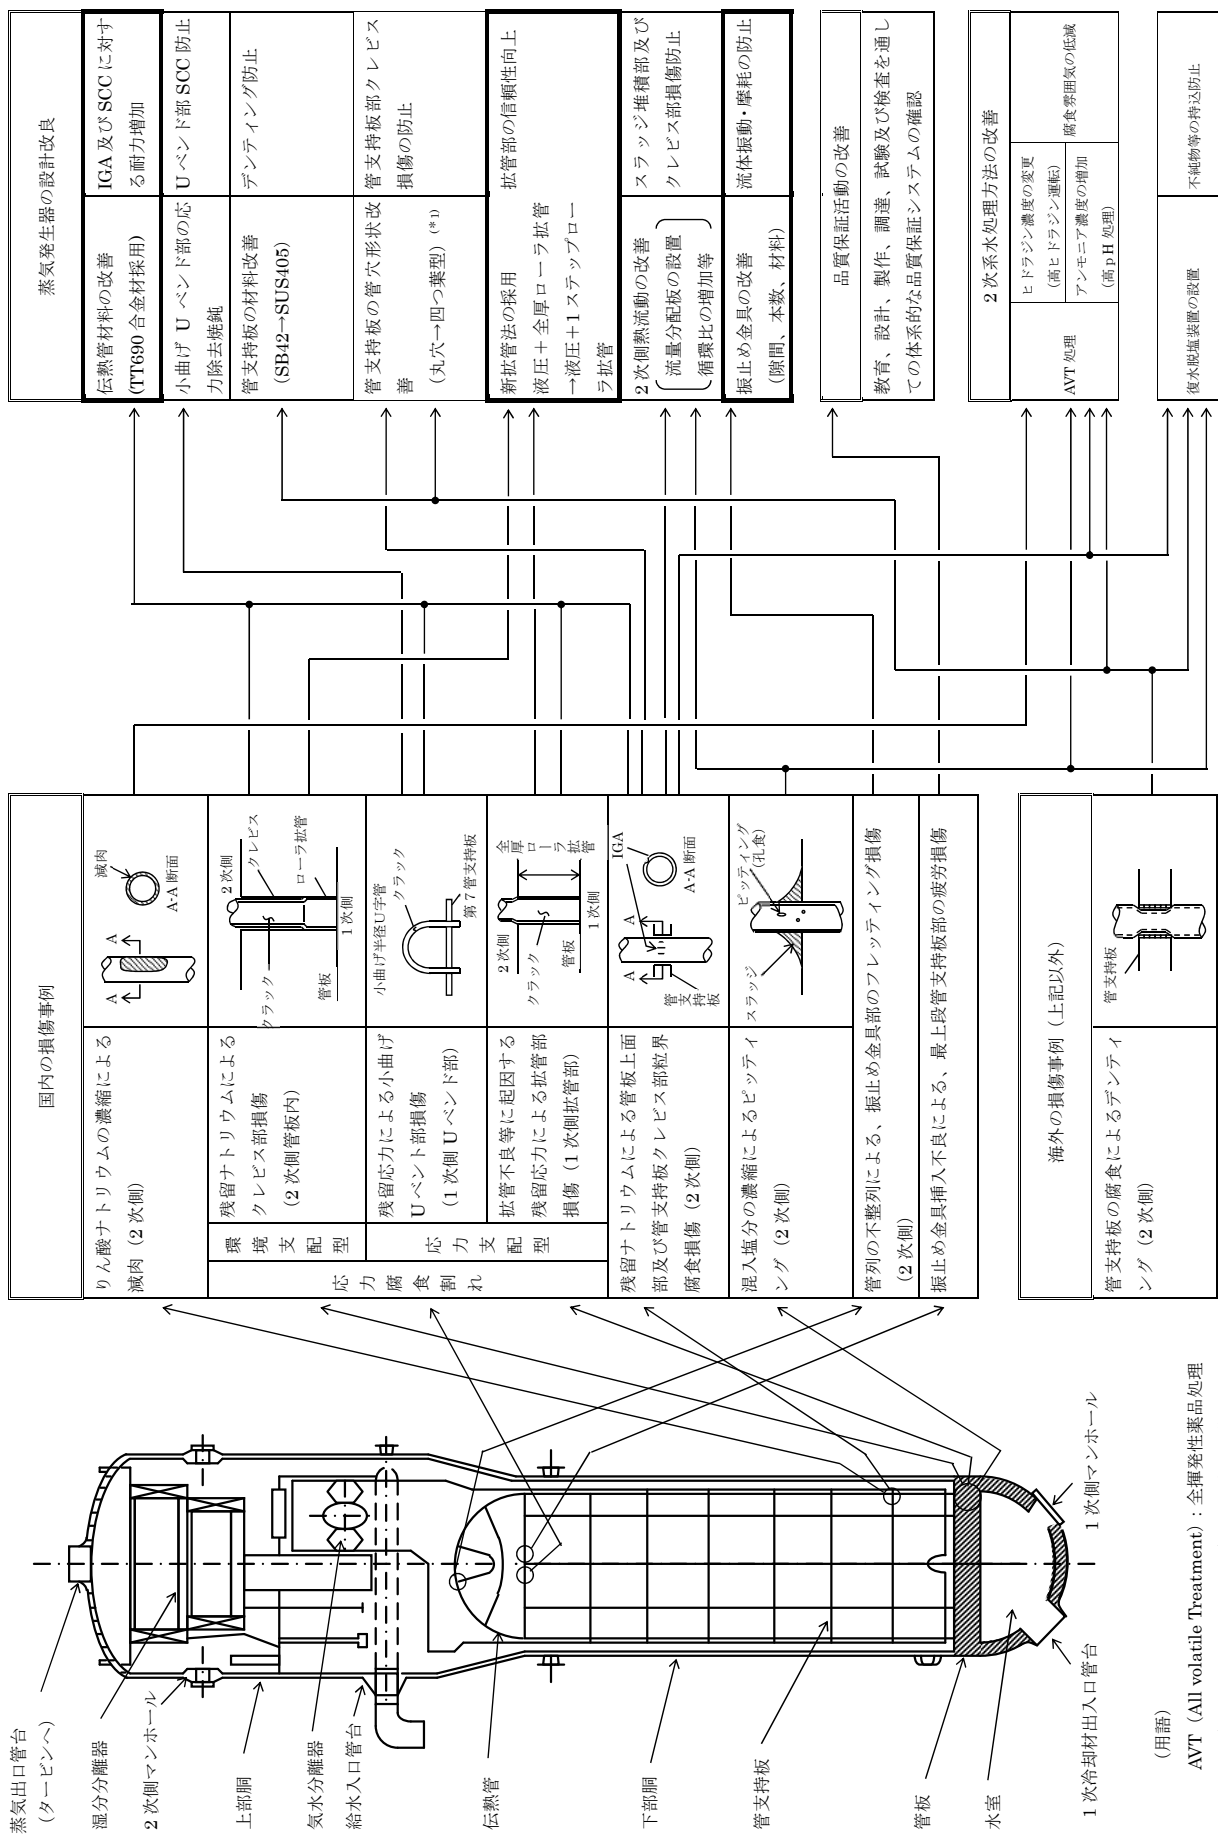 蒸気出口管台
（タービンへ）
湿分分離器
2次側マンホール
上部胴
気水分離器
給水入口管台
伝熱管
下部胴
管支持板
管板
水室
1次冷却材出入口管台
1次側マンホール
（用語）
AVT（All volatile Treatment）：全揮発性薬品処理
国内の損傷事例
りん酸ナトリウムの濃縮による
減肉（2次側）
A
A
減肉
A-A断面
応力腐食割れ
環境支配型
残留ナトリウムによる
クレビス部損傷
（2次側管板内）
クラック
管板
2次側
クレビス
ローラ拡管
1次側
応力支配型
残留応力による小曲げ
Uベント部損傷
（1次側Uベンド部）
小曲げ半径U字管
クラック
第7管支持板
拡管不良等に起因する
残留応力による拡管部
損傷（1次側拡管部）
2次側
クラック
管板
1次側
全厚ローラ拡管
残留ナトリウムによる管板上面
部及び管支持板クレビス部粒界
腐食損傷（2次側）
A
A
管支持板
IGA
A-A断面
混入塩分の濃縮によるピッティ
ング（2次側）
スラッジ
ピッティング
（孔食）
管列の不整列による、振止め金具部のフレッティング損傷
（2次側）
振止め金具挿入不良による、最上段管支持板部の疲労損傷
海外の損傷事例（上記以外）
管支持板の腐食によるデンティ
ング（2次側）
管支持板
蒸気発生器の設計改良
伝熱管材料の改善
(TT690合金材採用)
IGA及びSCCに対す
る耐力増加
小曲げUベンド部の応
力除去焼鈍
Uベンド部SCC防止
管支持板の材料改善
（SB42→SUS405）
デンティング防止
管支持板の管穴形状改
善
（丸穴→四つ葉型）(*1)
管支持板部クレビス
損傷の防止
新拡管法の採用
液圧＋全厚ローラ拡管
→液圧＋1ステップロー
ラ拡管
拡管部の信頼性向上
2次側熱流動の改善
流量分配板の設置
循環比の増加等
スラッジ堆積部及び
クレビス部損傷防止
振止め金具の改善
（隙間、本数、材料）
流体振動・摩耗の防止
品質保証活動の改善
教育、設計、製作、調達、試験及び検査を通し
ての体系的な品質保証システムの確認
2次系水処理方法の改善
AVT処理
ヒドラジン濃度の変更
（高ヒドラジン運転）
アンモニア濃度の増加
（高pH処理）
腐食雰囲気の低減
復水脱塩装置の設置
不純物等の持込防止